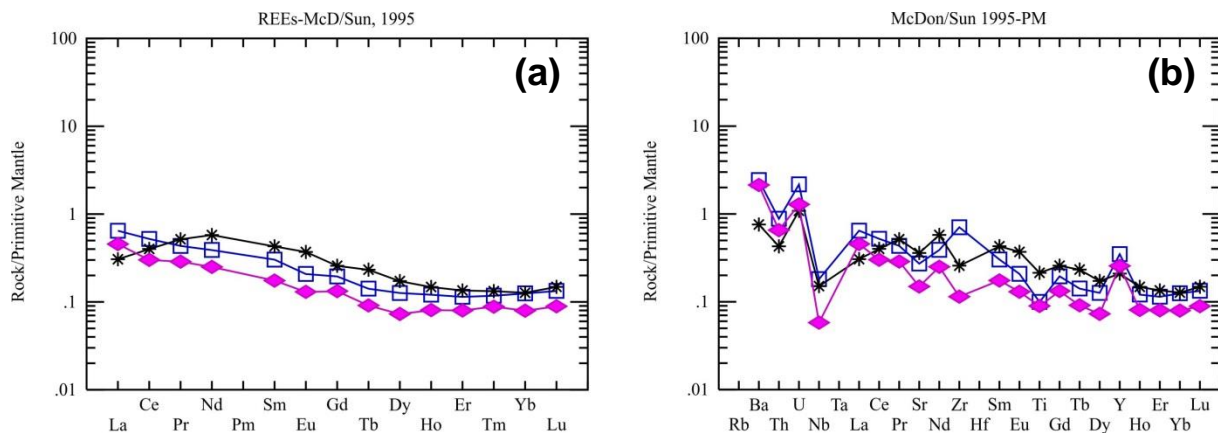 REEs-McD/Sun, 1995
(a)
100
10
1
.1
.01
Rock/Primitive Mantle
Ce Nd Sm Gd Dy Er Yb
La Pr Pm Eu Tb Ho Tm Lu
McDon/Sun 1995-PM
(b)
100
10
1
.1
.01
Rock/Primitive Mantle
Ba U Ta Ce Sr Zr Sm Ti Tb Y Er Lu
Rb Th Nb La Pr Nd Hf Eu Gd Dy Ho Yb